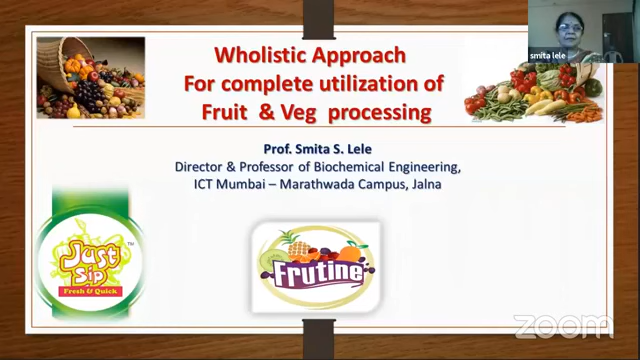 smita lele
Wholistic Approach
For complete utilization of
Fruit & Veg processing
Prof. Smita S. Lele
Director & Professor of Biochemical Engineering,
ICT Mumbai – Marathwada Campus, Jalna
Just
Sip
TM
Fresh & Quick
Frutine
zoom